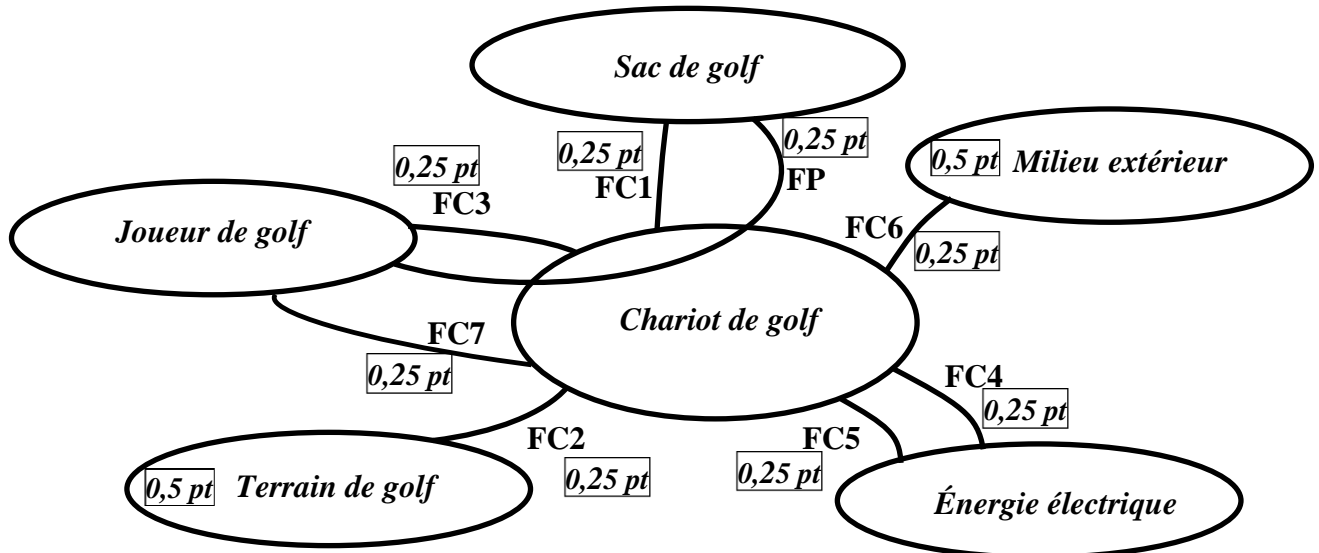 Sac de golf
0,25 pt
FC1
0,25 pt
FP
0,25 pt
FC3
0,5 pt Milieu extérieur
FC6
0,25 pt
Joueur de golf
Chariot de golf
FC7
0,25 pt
FC4
0,25 pt
FC2
0,25 pt
FC5
0,25 pt
0,5 pt Terrain de golf
Énergie électrique